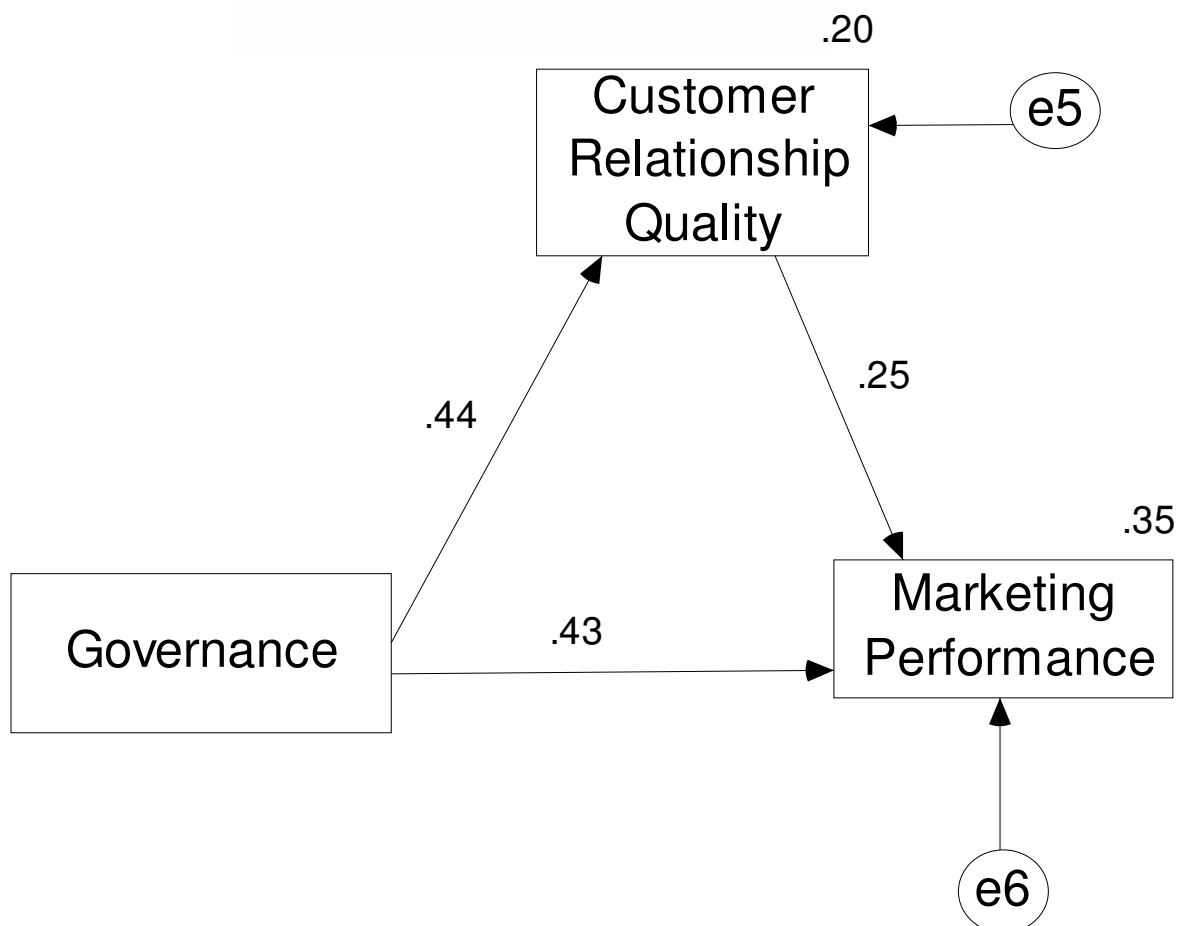 .20
Customer
Relationship
Quality
e5
.44
.25
.35
Governance
.43
Marketing
Performance
e6